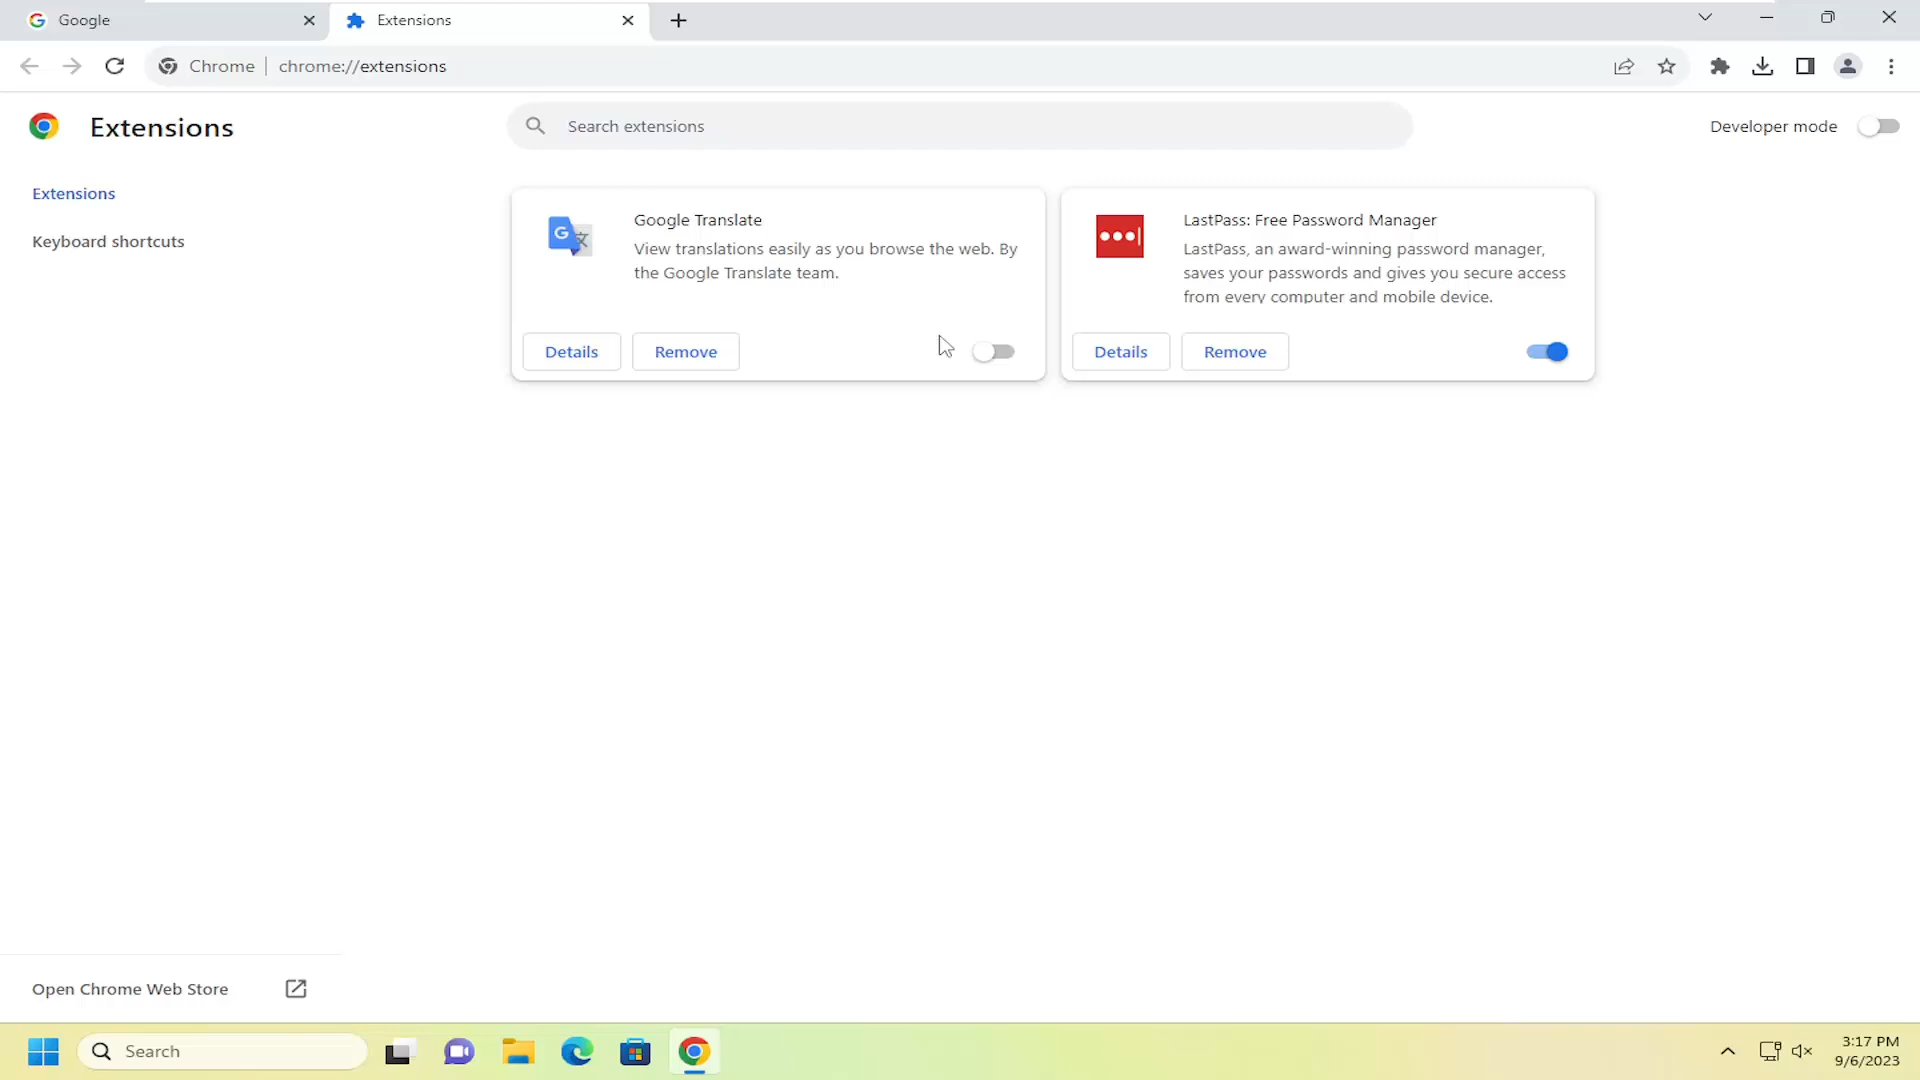 Google
Extensions
Chrome
chrome://extensions
Extensions
Search extensions
Developer mode
Extensions
Keyboard shortcuts
Google Translate
View translations easily as you browse the web. By
the Google Translate team.
Details
Remove
LastPass: Free Password Manager
LastPass, an award-winning password manager,
saves your passwords and gives you secure access
from every computer and mobile device.
Details
Remove
Open Chrome Web Store
Search
3:17 PM
9/6/2023